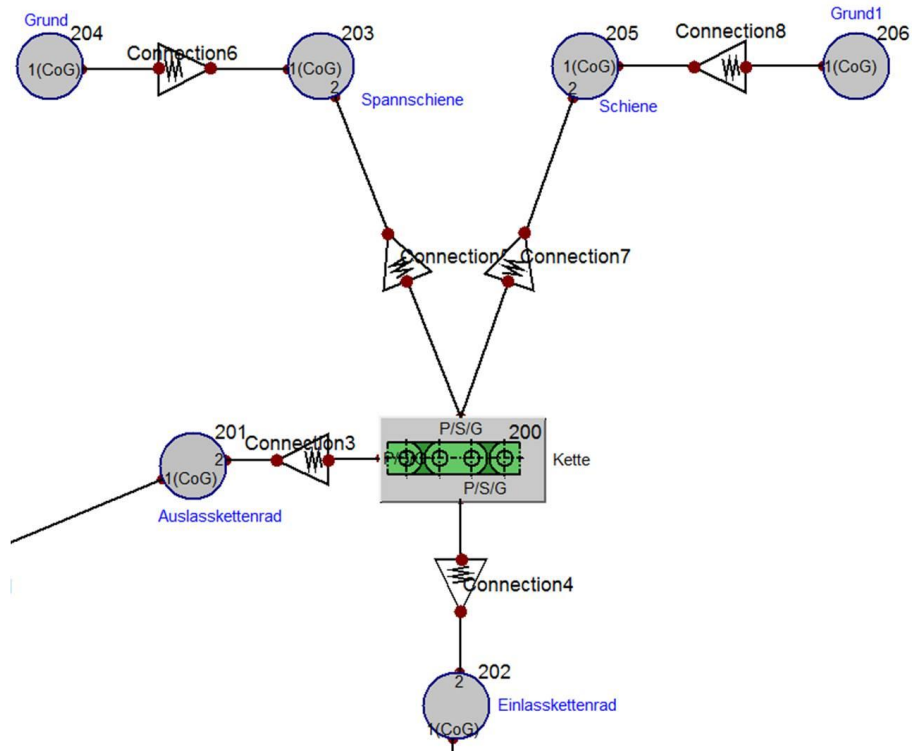 Grund
204
Connection6
203
1(CoG)
1(CoG)
2
Spannschiene
205
Connection8
Grund1
206
1(CoG)
2
1(CoG)
Schiene
Connection7
P/S/G
200
P/S/G
Kette
201
Connection3
2
1(CoG)
Auslasskettenrad
Connection4
202
2
Einlasskettenrad
1(CoG)